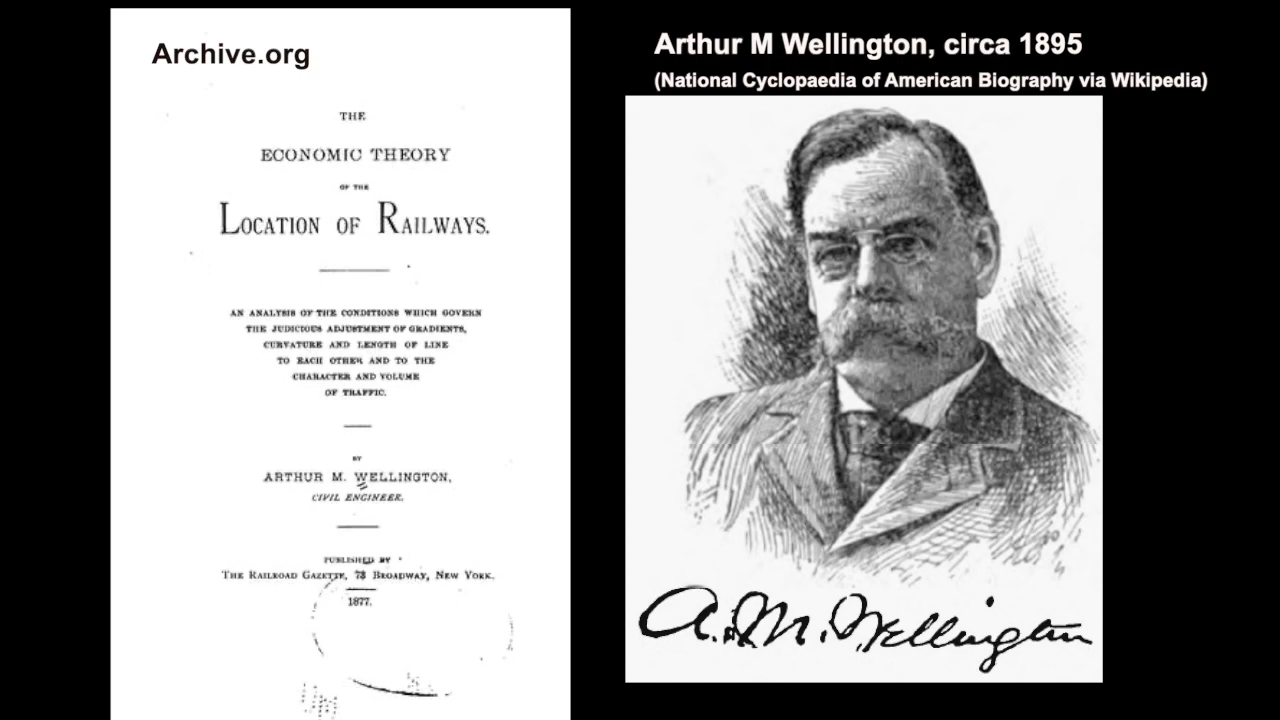 Archive.org
THE
ECONOMIC THEORY
OF THE
LOCATION OF RAILWAYS.
AN ANALYSIS OF THE CONDITIONS WHICH GOVERN
THE JUDICIOUS ADJUSTMENT OF GRADIENTS,
CURVATURE AND LENGTH OF LINE
TO EACH OTHER AND TO THE
CHARACTER AND VOLUME
OF TRAFFIC.
BY
ARTHUR M. WELLINGTON,
CIVIL ENGINEER.
PUBLISHED BY
THE RAILROAD GAZETTE, 73 BROADWAY, NEW YORK.
1877.
Arthur M Wellington, circa 1895
(National Cyclopaedia of American Biography via Wikipedia)
A. M. Wellington